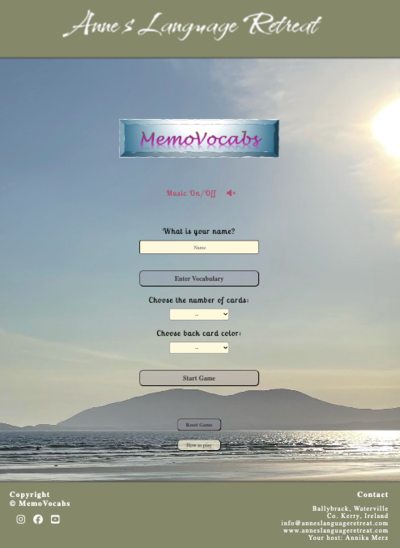 Anne's Language Retreat
MemoVocabs
Music On/Off
What is your name?
Name
Enter Vocabulary
Choose the number of cards:
--
Choose back card color:
--
Start Game
Reset Game
How to play
Copyright
© MemoVocabs
Contact
Ballybrack, Waterville
Co. Kerry, Ireland
info@anneslanguageretreat.com
www.anneslanguageretreat.com
Your host: Annika Merz